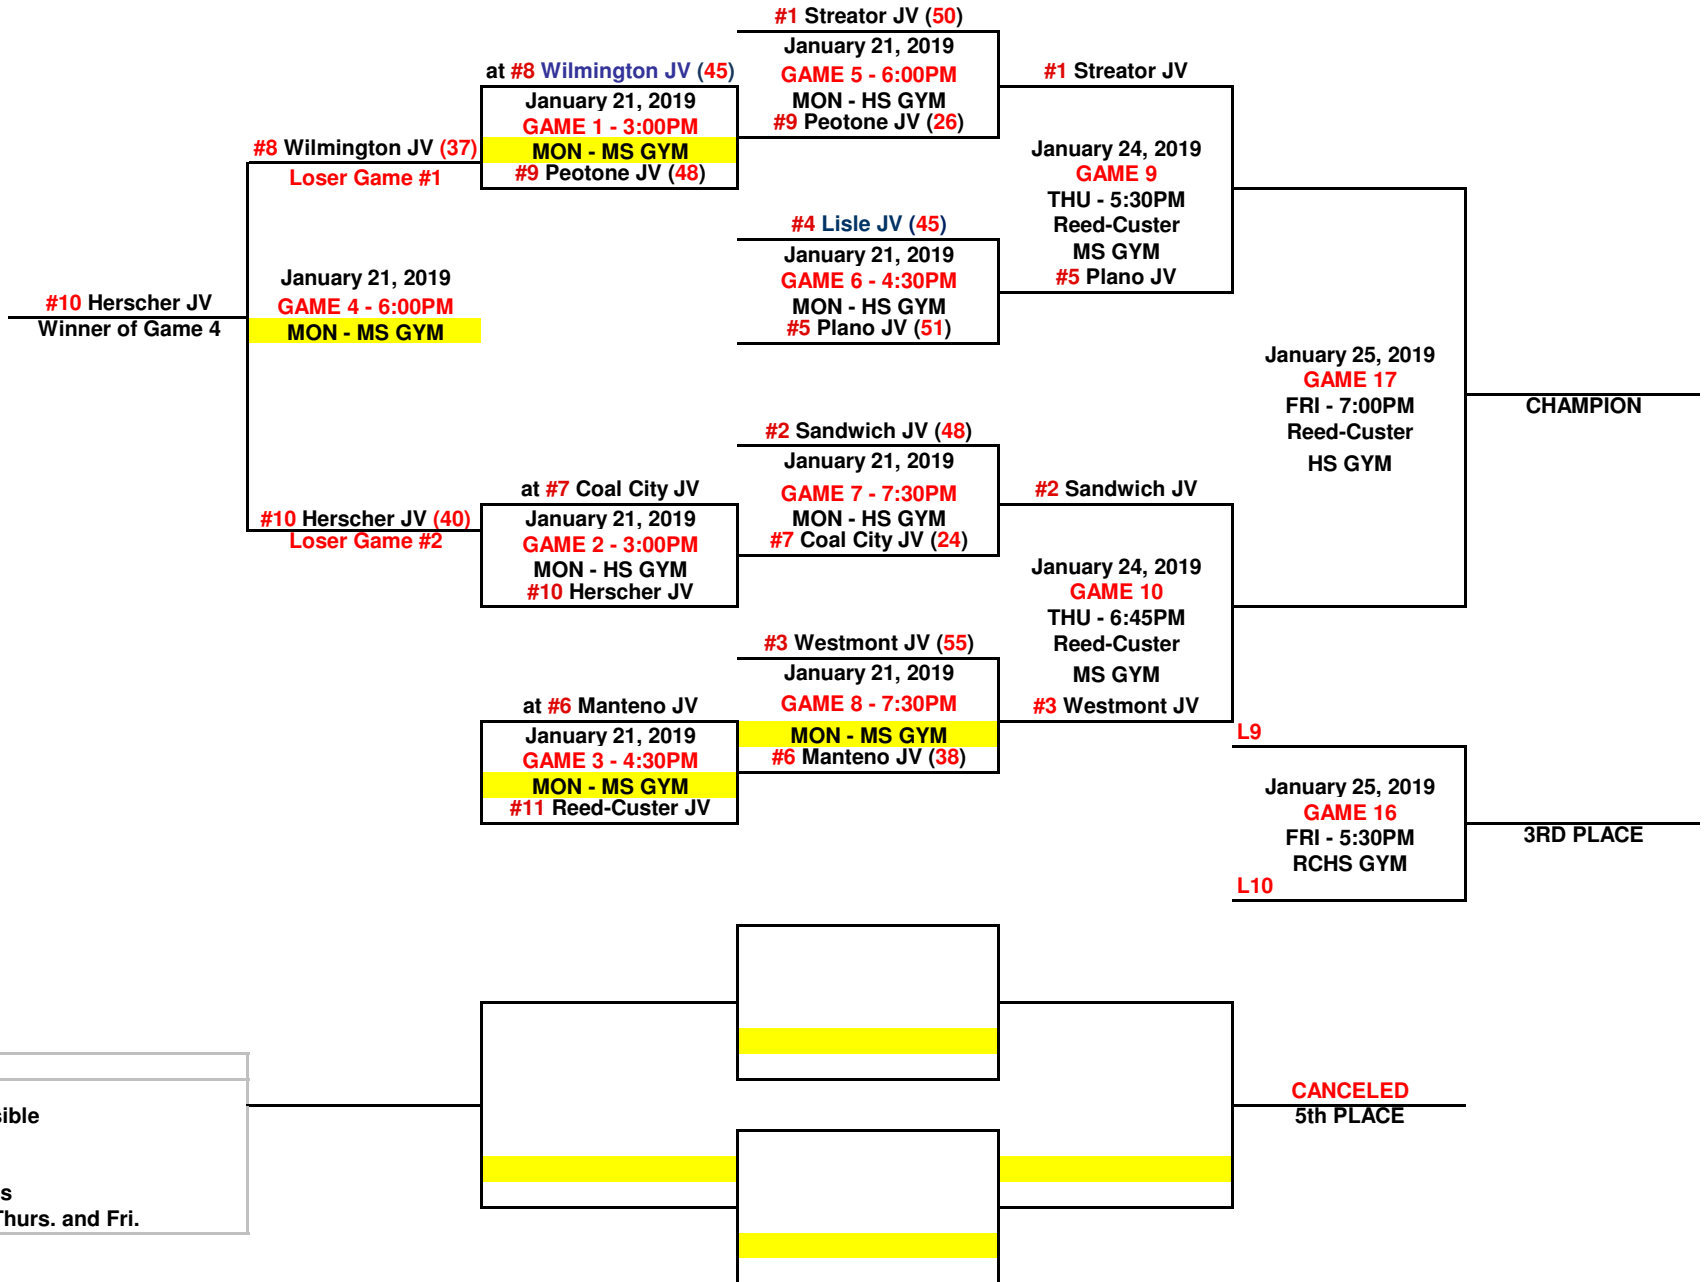 #1 Streator JV (50)
January 21, 2019
GAME 5 - 6:00PM
MON - HS GYM
#9 Peotone JV (26)
at #8 Wilmington JV (45)
January 21, 2019
GAME 1 - 3:00PM
MON - MS GYM
#9 Peotone JV (48)
#8 Wilmington JV (37)
Loser Game #1
#1 Streator JV
January 24, 2019
GAME 9
THU - 5:30PM
Reed-Custer
MS GYM
#5 Plano JV
#4 Lisle JV (45)
January 21, 2019
GAME 6 - 4:30PM
MON - HS GYM
#5 Plano JV (51)
January 21, 2019
GAME 4 - 6:00PM
MON - MS GYM
#10 Herscher JV
Winner of Game 4
January 25, 2019
GAME 17
FRI - 7:00PM
Reed-Custer
HS GYM
CHAMPION
#2 Sandwich JV (48)
January 21, 2019
GAME 7 - 7:30PM
MON - HS GYM
#7 Coal City JV (24)
at #7 Coal City JV
January 21, 2019
GAME 2 - 3:00PM
MON - HS GYM
#10 Herscher JV
#10 Herscher JV (40)
Loser Game #2
#2 Sandwich JV
January 24, 2019
GAME 10
THU - 6:45PM
Reed-Custer
MS GYM
#3 Westmont JV
#3 Westmont JV (55)
January 21, 2019
GAME 8 - 7:30PM
MON - MS GYM
#6 Manteno JV (38)
at #6 Manteno JV
January 21, 2019
GAME 3 - 4:30PM
MON - MS GYM
#11 Reed-Custer JV
L9
January 25, 2019
GAME 16
FRI - 5:30PM
RCHS GYM
L10
3RD PLACE
CANCELED
5th PLACE
sible
s
Thurs. and Fri.